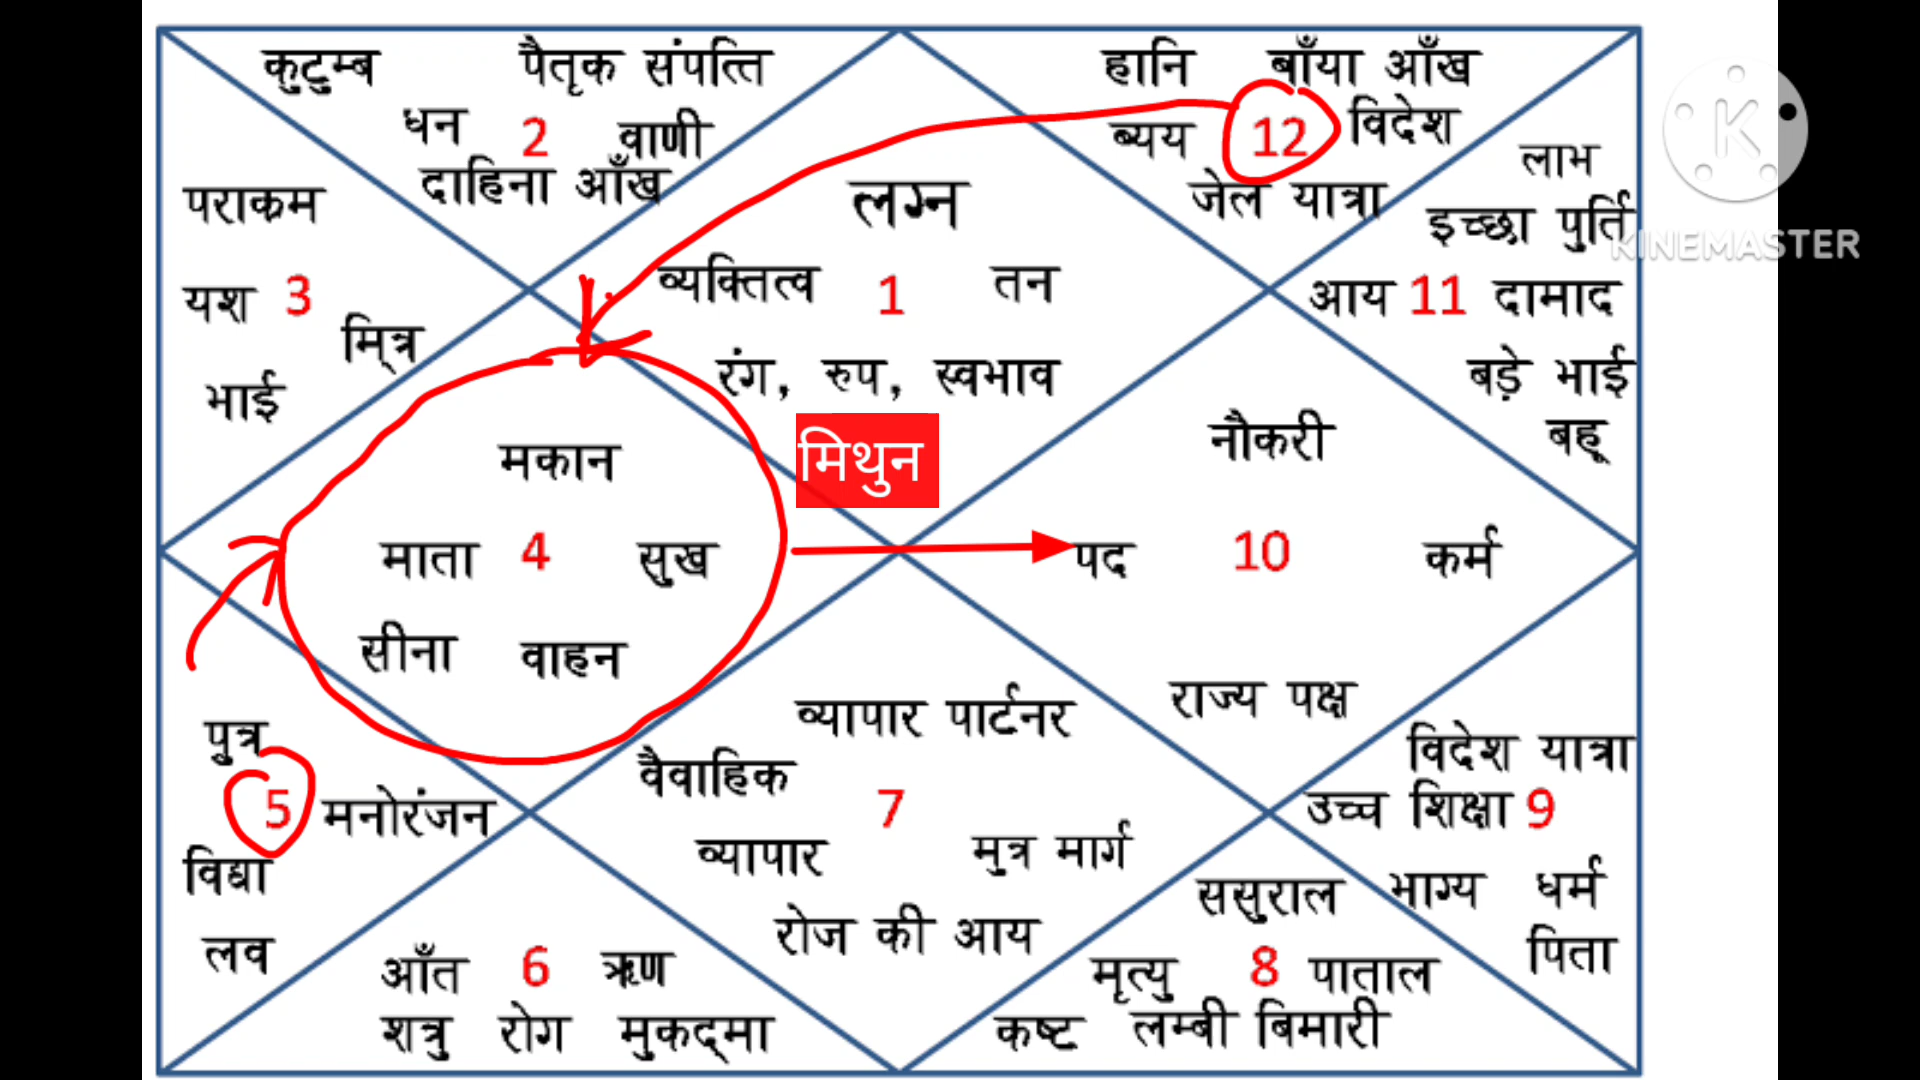 कुटुम्ब पैतृक संपत्ति
धन 2 वाणी
दाहिना आँख
हानि बाँया आँख
ब्यय 12 विदेश
जेल यात्रा
लाभ
इच्छा पुर्ति
आय 11 दामाद
बड़े भाई
बहू
K
KINEMASTER
पराक्रम
यश 3
मित्र
भाई
लग्न
व्यक्तित्व 1 तन
रंग, रुप, स्वभाव
मिथुन
मकान
माता 4 सुख
सीना वाहन
नौकरी
पद 10 कर्म
राज्य पक्ष
पुत्र
5 मनोरंजन
विद्या
लव
व्यापार पार्टनर
वैवाहिक
7
व्यापार मुत्र मार्ग
रोज की आय
विदेश यात्रा
उच्च शिक्षा 9
भाग्य धर्म
पिता
आँत 6 ऋण
शत्रु रोग मुकद्मा
ससुराल
मृत्यु 8 पाताल
कष्ट लम्बी बिमारी